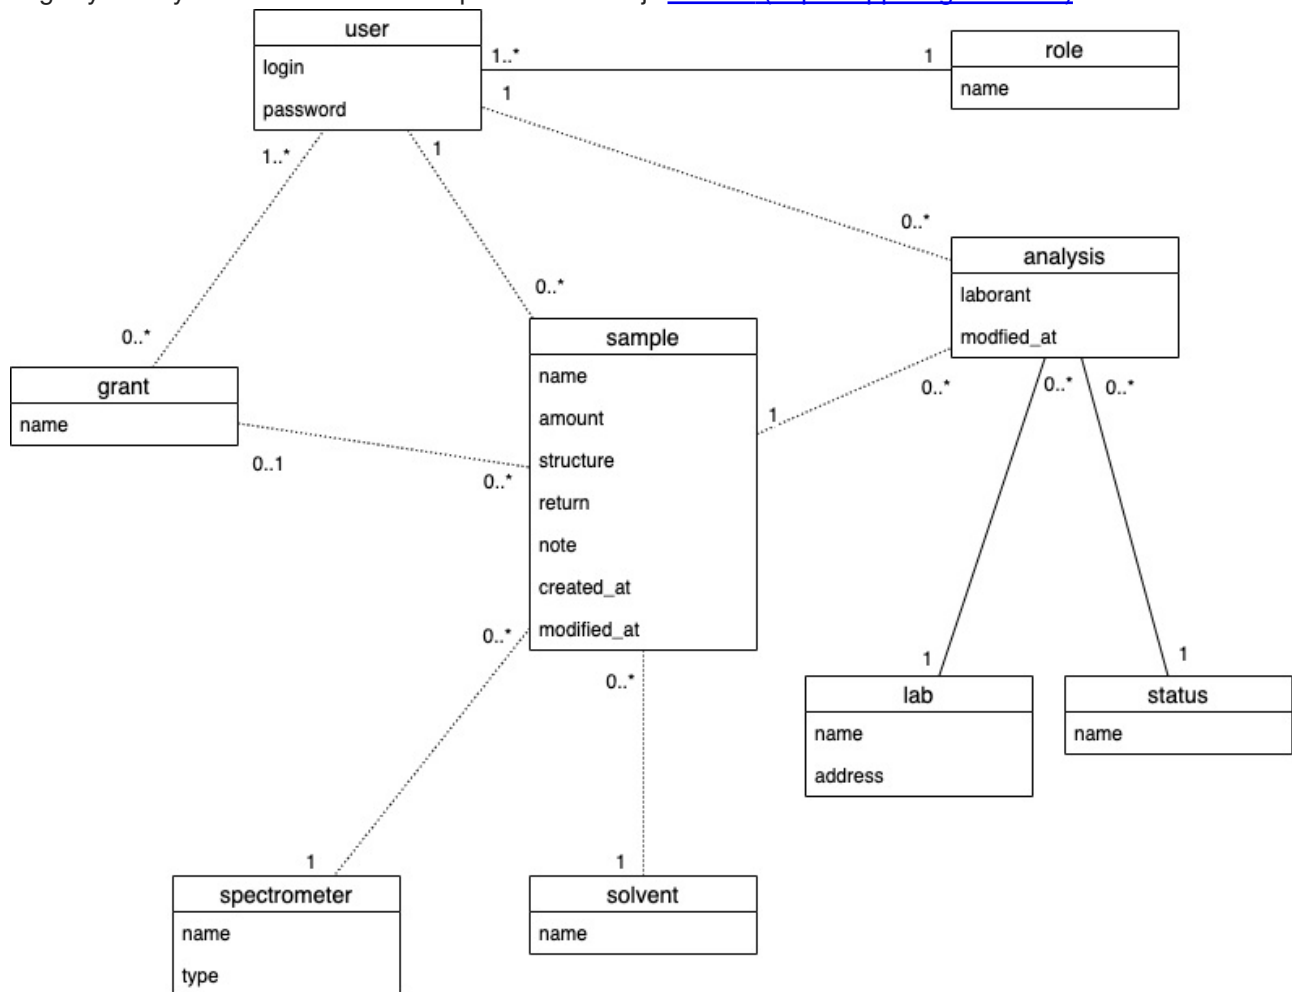 user
login
password
1..*
1
role
name
1
1..*
1
0..*
analysis
laborant
modfied_at
0..*
0..*
sample
name
amount
structure
return
note
created_at
modified_at
0..*
grant
name
0..1
0..*
1
0..*
0..*
0..*
0..*
1
lab
name
address
1
status
name
1
spectrometer
name
type
1
solvent
name